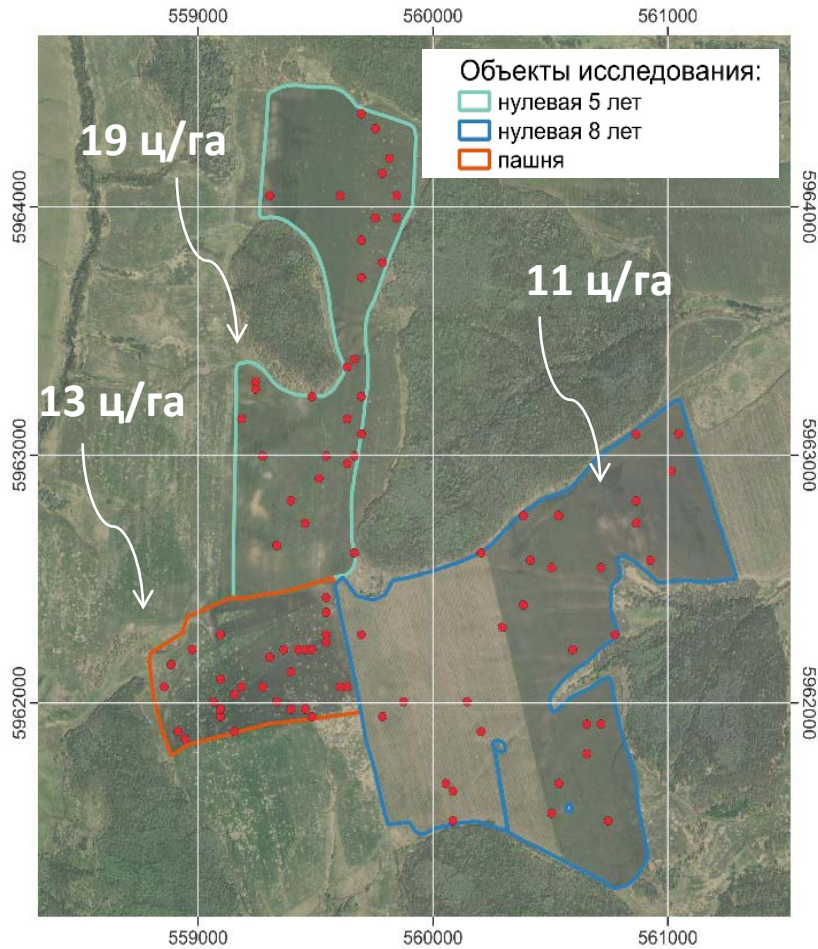 559000 560000 561000
Объекты исследования:
нулевая 5 лет
нулевая 8 лет
пашня
19 ц/га
5964000 5964000
11 ц/га
13 ц/га
5963000 5963000
5962000 5962000
559000 560000 561000